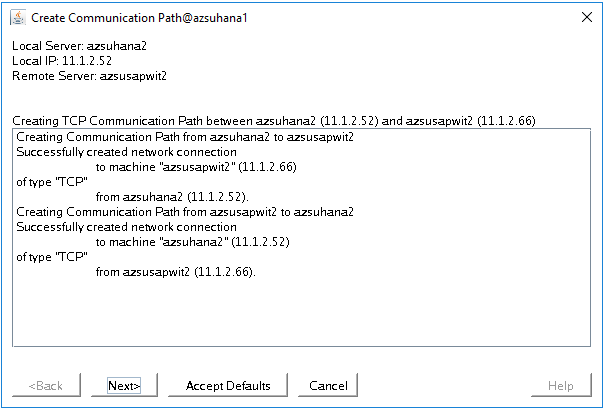 Create Communication Path@azsuhana1
Local Server: azsuhana2
Local IP: 11.1.2.52
Remote Server: azsusapwit2
Creating TCP Communication Path between azsuhana2 (11.1.2.52) and azsusapwit2 (11.1.2.66)
Creating Communication Path from azsuhana2 to azsusapwit2
Successfully created network connection
to machine "azsusapwit2" (11.1.2.66)
of type "TCP"
from azsuhana2 (11.1.2.52).
Creating Communication Path from azsusapwit2 to azsuhana2
Successfully created network connection
to machine "azsuhana2" (11.1.2.52)
of type "TCP"
from azsusapwit2 (11.1.2.66).
<Back Next> Accept Defaults Cancel Help